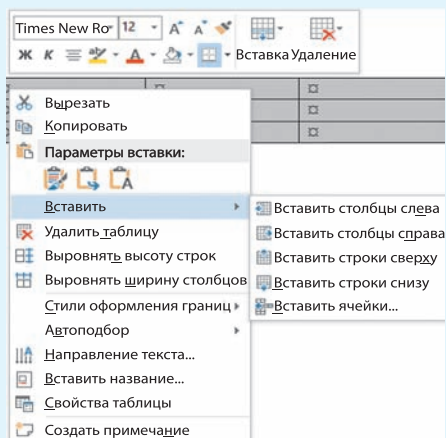 Times New Ro 12
Ж К
Вставка Удаление
Вырезать
Копировать
Параметры вставки:
Вставить
Удалить таблицу
Выровнять высоту строк
Выровнять ширину столбцов
Стили оформления границ
Автоподбор
Направление текста...
Вставить название...
Свойства таблицы
Создать примечание
Вставить столбцы слева
Вставить столбцы справа
Вставить строки сверху
Вставить строки снизу
Вставить ячейки...